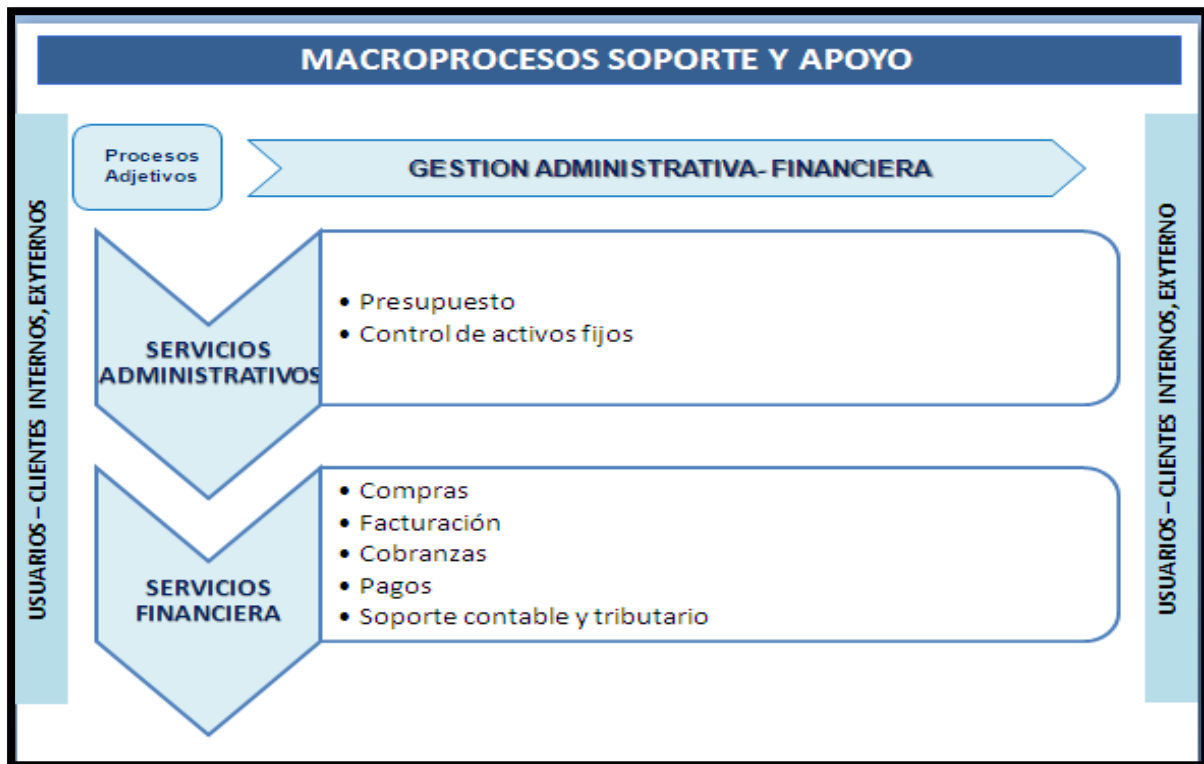 MACROPROCESOS SOPORTE Y APOYO
Procesos
Adjetivos
GESTION ADMINISTRATIVA- FINANCIERA
USUARIOS – CLIENTES INTERNOS, EXYTERNOS
SERVICIOS
ADMINISTRATIVOS
• Presupuesto
• Control de activos fijos
SERVICIOS
FINANCIERA
• Compras
• Facturación
• Cobranzas
• Pagos
• Soporte contable y tributario
USUARIOS – CLIENTES INTERNOS, EXYTERNO